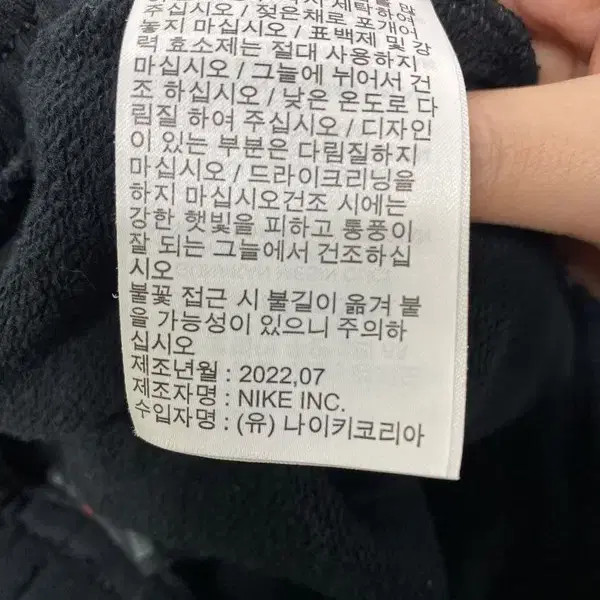 세탁하여
주십시오 / 젖은채로 포개어
놓지 마십시오 / 표백제 및 강
력 효소제는 절대 사용하지
마십시오 / 그늘에 뉘어서 건
조 하십시오 / 낮은 온도로 다
림질 하여 주십시오 / 디자인
이 있는 부분은 다림질하지
마십시오 / 드라이크리닝을
하지 마십시오건조 시에는
강한 햇빛을 피하고 통풍이
잘 되는 그늘에서 건조하십
시오
불꽃 접근 시 불길이 옮겨 붙
을 가능성이 있으니 주의하
십시오
제조년월 : 2022,07
제조자명 : NIKE INC.
수입자명 : (유) 나이키코리아